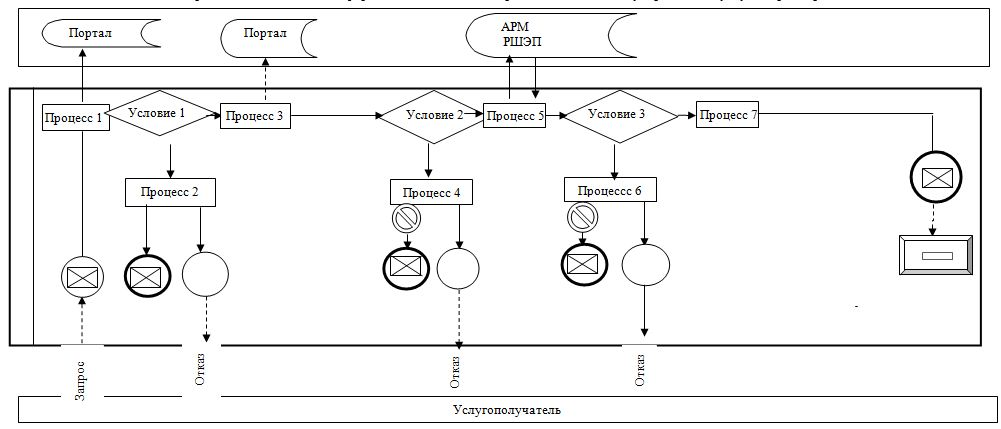 Портал
Портал
АРМ
РШЭП
Процесс 1
Условие 1
Процесс 3
Условие 2
Процесс 5
Условие 3
Процесс 7
Процесс 2
Процесс 4
Процессс 6
Запрос
Отказ
Отказ
Отказ
Услугополучатель